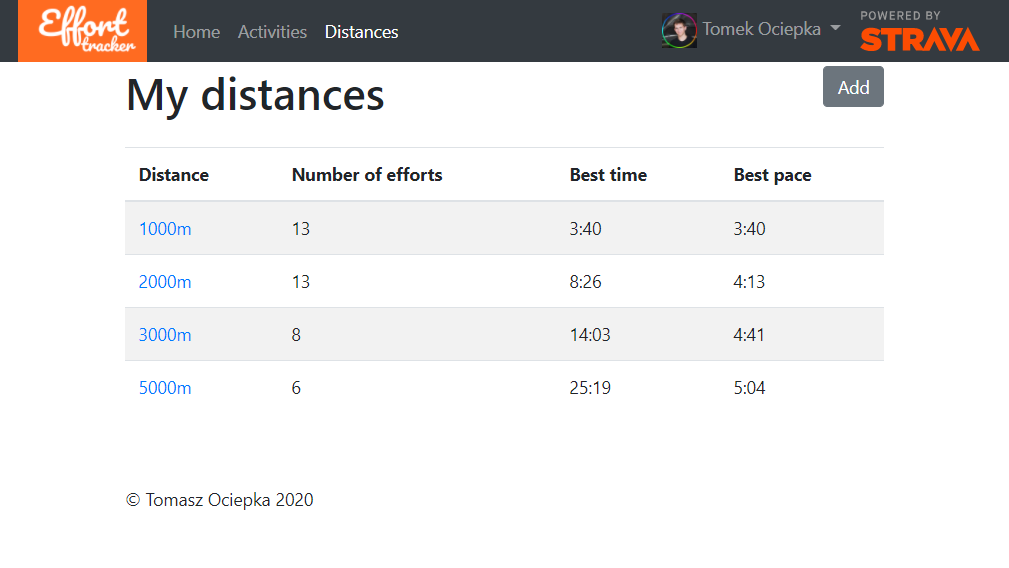 Effort tracker Home Activities Distances Tomek Ociepka POWERED BY STRAVA
My distances Add
Distance Number of efforts Best time Best pace
1000m 13 3:40 3:40
2000m 13 8:26 4:13
3000m 8 14:03 4:41
5000m 6 25:19 5:04
© Tomasz Ociepka 2020